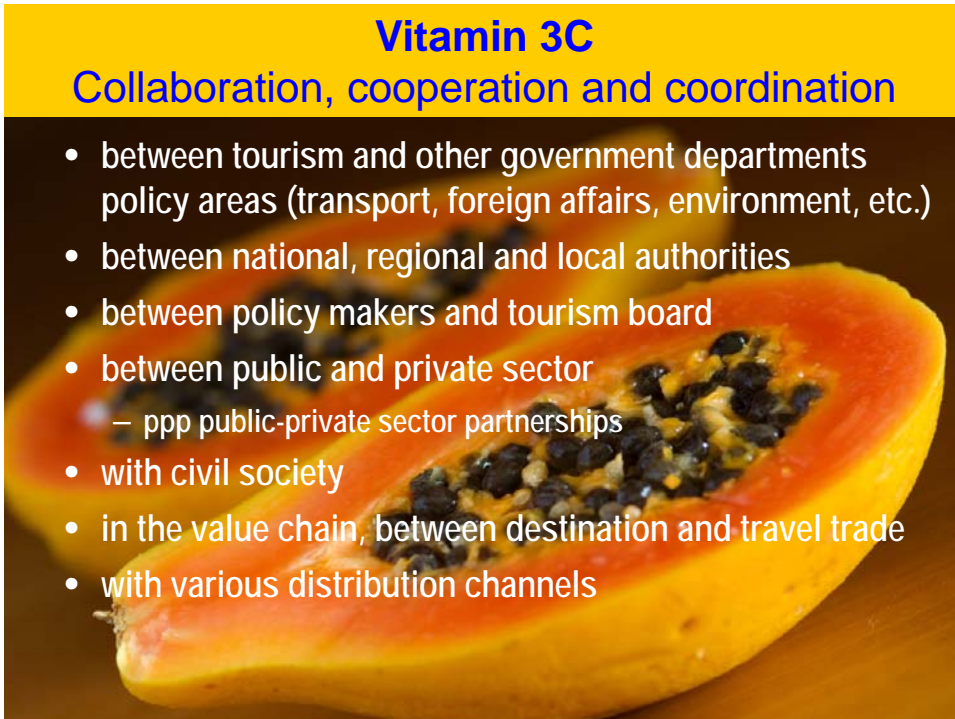 Vitamin 3C
Collaboration, cooperation and coordination
• between tourism and other government departments
policy areas (transport, foreign affairs, environment, etc.)
• between national, regional and local authorities
• between policy makers and tourism board
• between public and private sector
– ppp public-private sector partnerships
• with civil society
• in the value chain, between destination and travel trade
• with various distribution channels